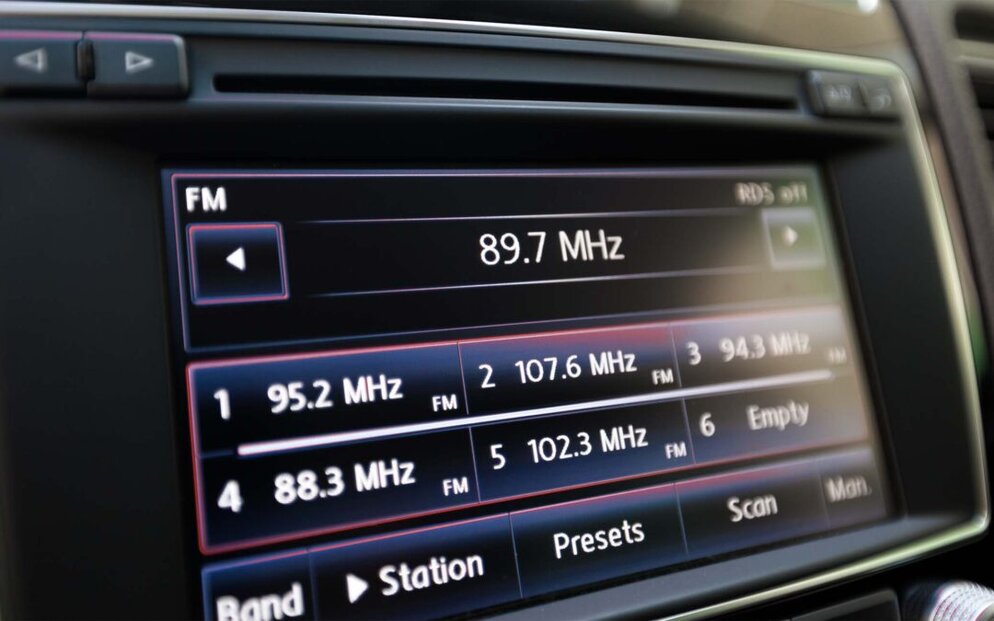 FM RDS off
89.7 MHz
1 95.2 MHz FM 2 107.6 MHz FM 3 94.3 MHz FM
4 88.3 MHz FM 5 102.3 MHz FM 6 Empty
Band Station Presets Scan Man.